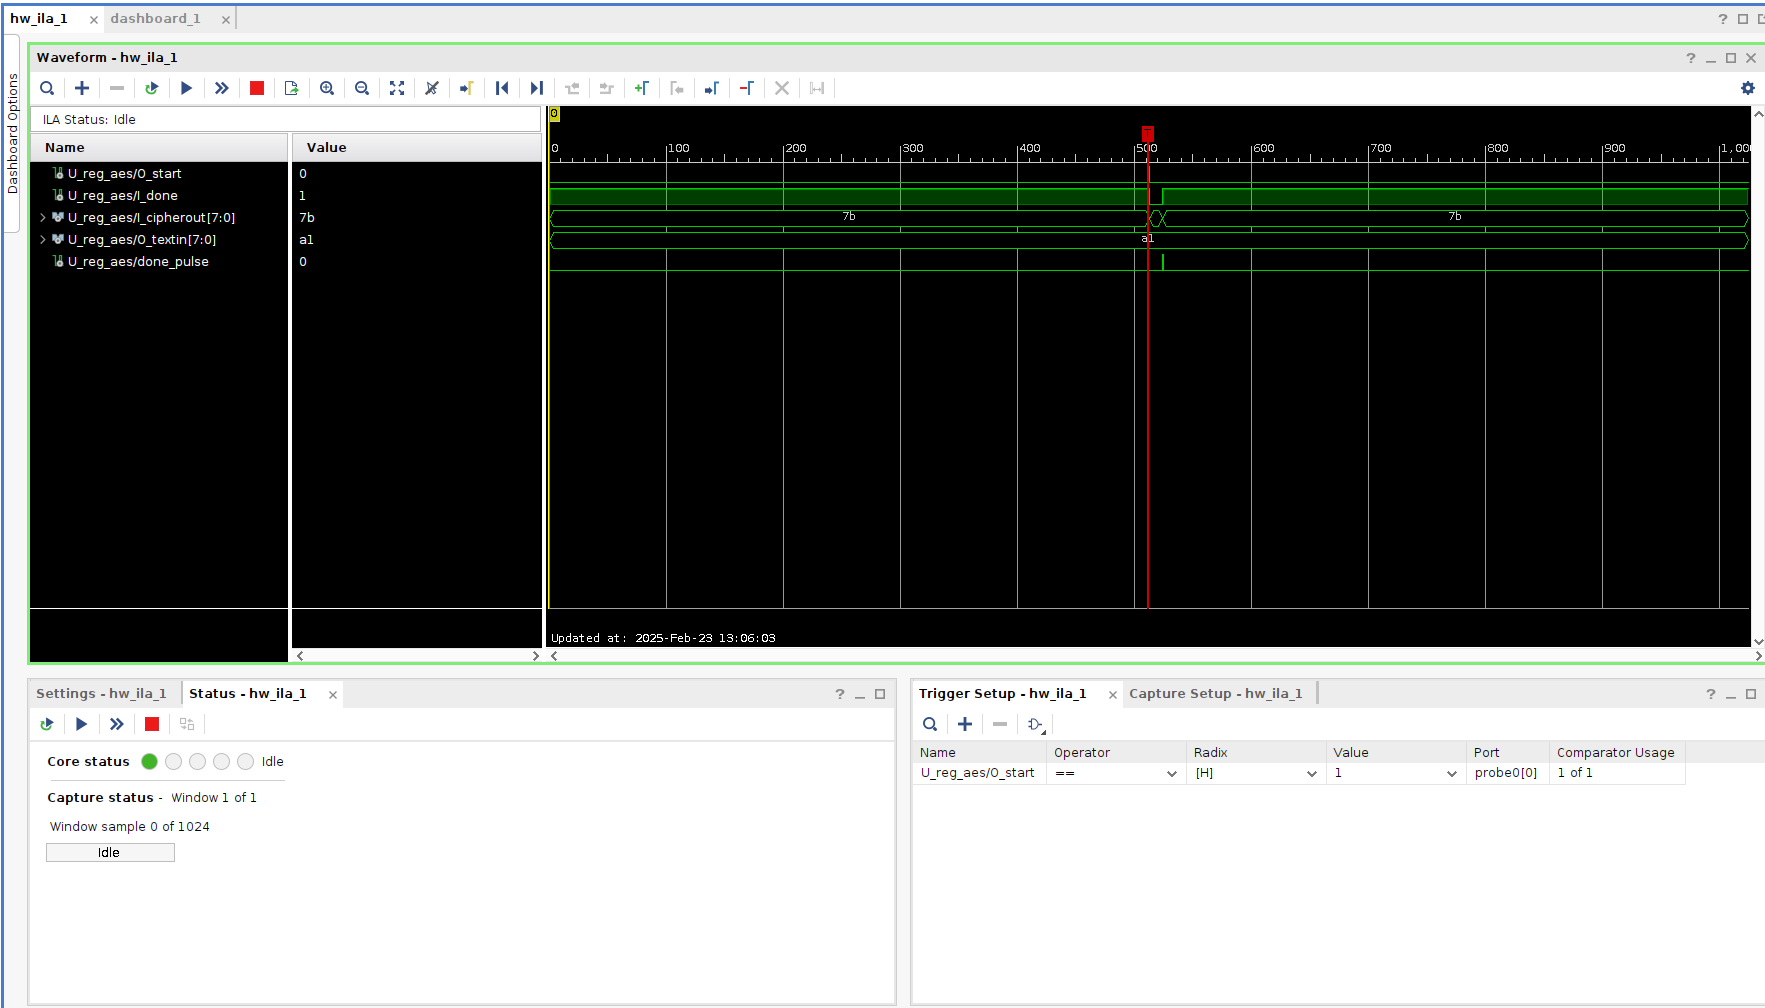 hw_ila_1 × dashboard_1 ×
?
Dashboard Options
Waveform - hw_ila_1
?
ILA Status: Idle
Name Value
U_reg_aes/O_start 0
U_reg_aes/I_done 1
U_reg_aes/I_cipherout[7:0] 7b
U_reg_aes/O_textin[7:0] a1
U_reg_aes/done_pulse 0
0
T
0 100 200 300 400 500 600 700 800 900 1,00
7b 7b
a1
Updated at: 2025-Feb-23 13:06:03
Settings - hw_ila_1 Status - hw_ila_1 ×
?
Core status Idle
Capture status - Window 1 of 1
Window sample 0 of 1024
Idle
Trigger Setup - hw_ila_1 × Capture Setup - hw_ila_1
?
Name Operator Radix Value Port Comparator Usage
U_reg_aes/O_start == [H] 1 probe0[0] 1 of 1